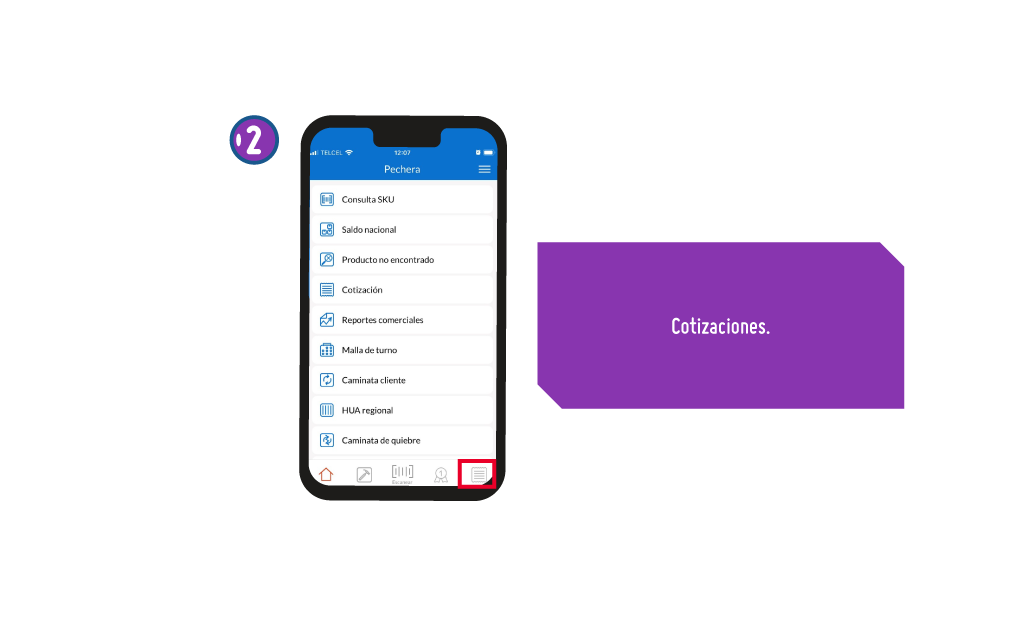 2
TELCEL 12:07
Pechera
Consulta SKU
Saldo nacional
Producto no encontrado
Cotización
Reportes comerciales
Malla de turno
Caminata cliente
HUA regional
Caminata de quiebre
1
Escanear
Cotizaciones.